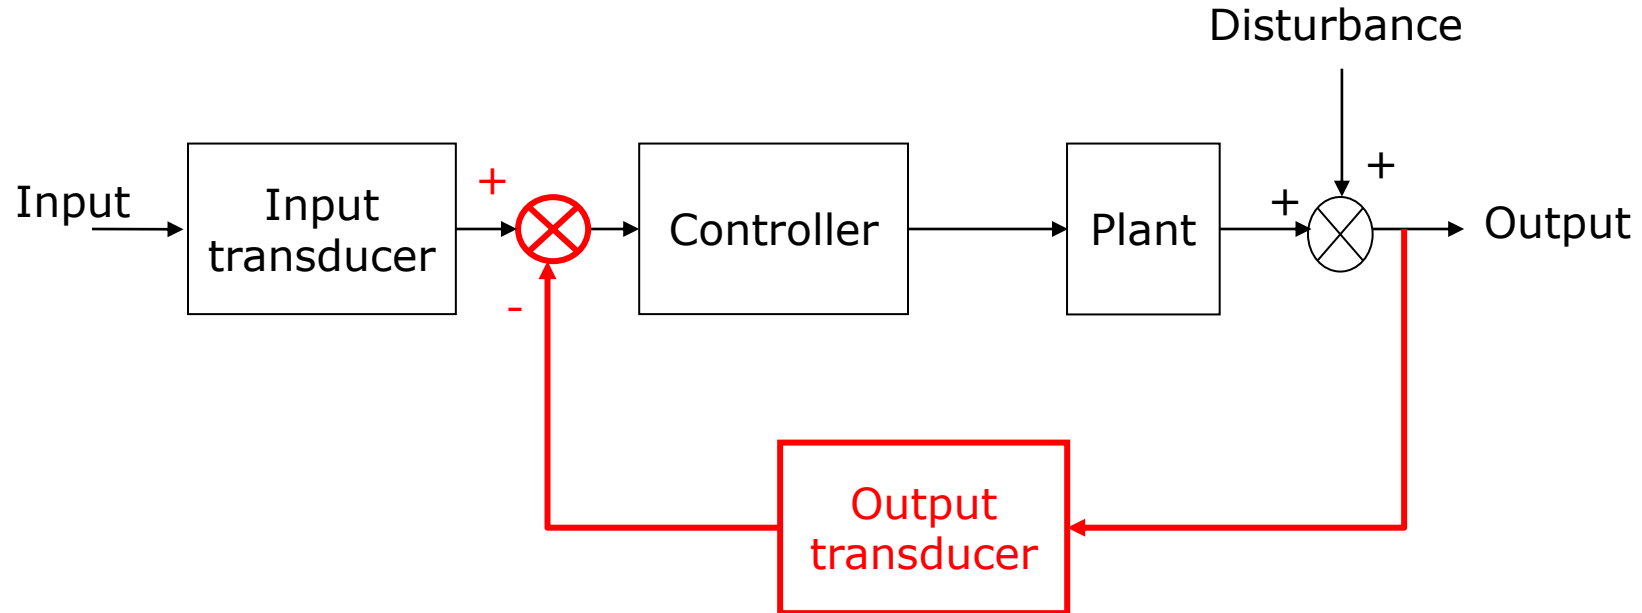 Disturbance
Input
Input
transducer
+
-
Controller
Plant
+
+
Output
Output
transducer